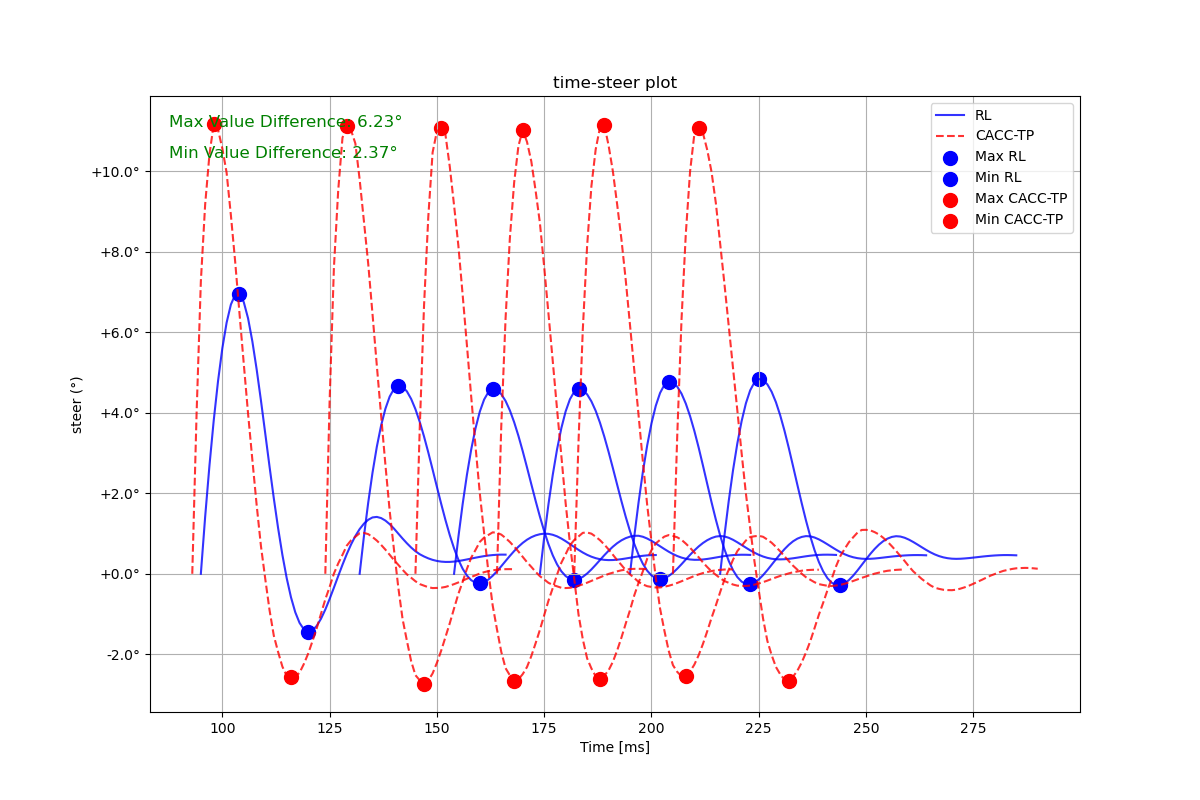 time-steer plot
Max Value Difference: 6.23°
Min Value Difference: 2.37°
RL
CACC-TP
Max RL
Min RL
Max CACC-TP
Min CACC-TP
+10.0°
+8.0°
+6.0°
+4.0°
+2.0°
+0.0°
-2.0°
steer (°)
100 125 150 175 200 225 250 275
Time [ms]